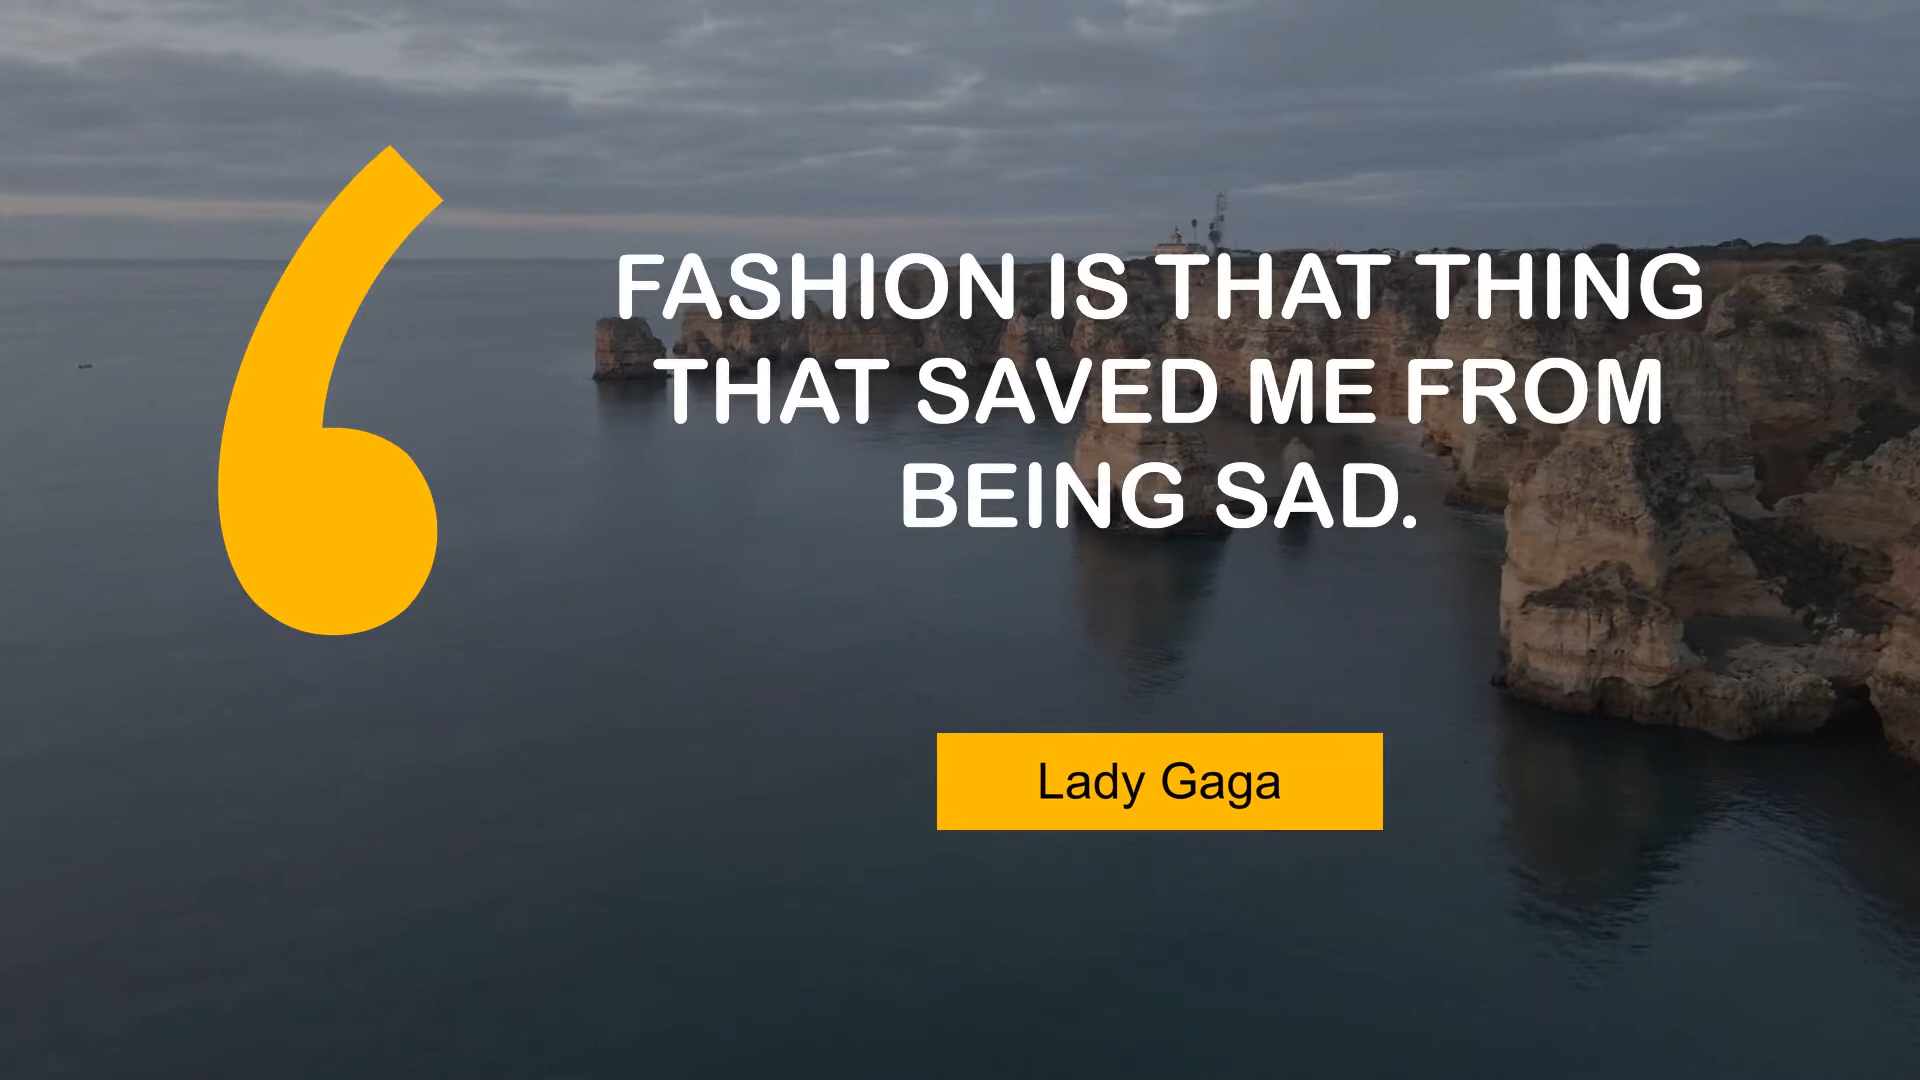 FASHION IS THAT THING
THAT SAVED ME FROM
BEING SAD.
Lady Gaga